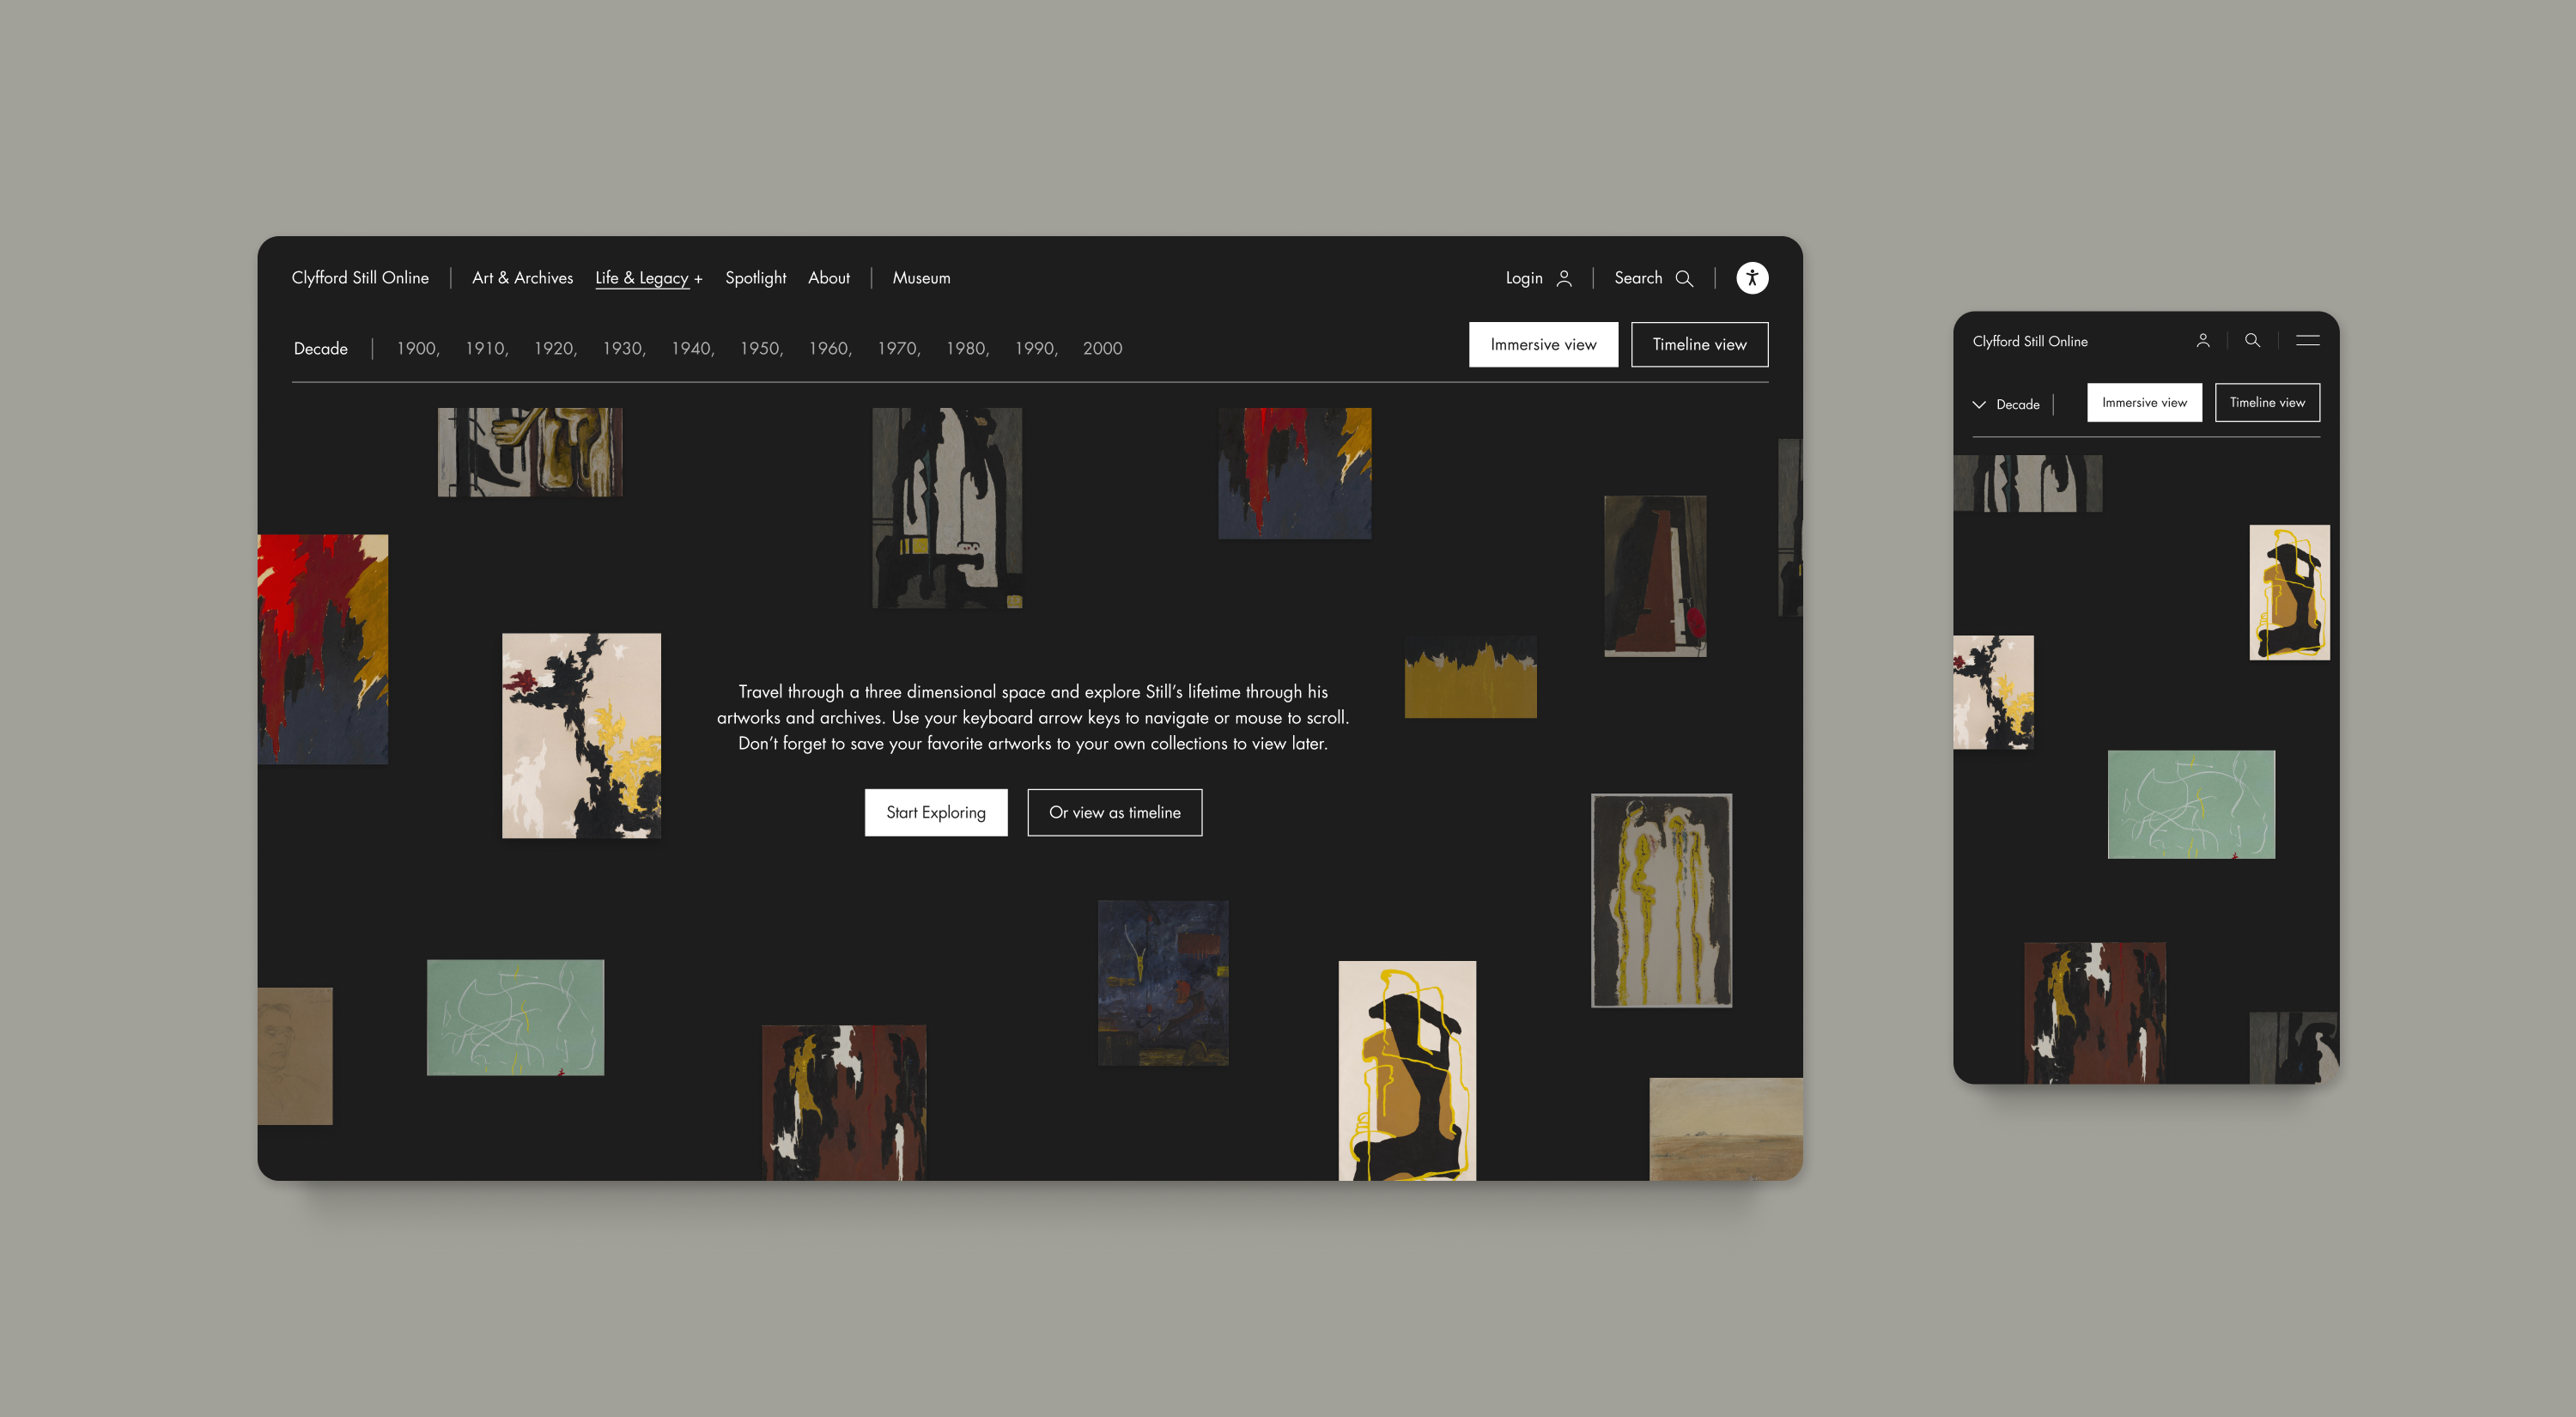 Clyfford Still Online Art & Archives Life & Legacy + Spotlight About Museum Login Search
Decade 1900, 1910, 1920, 1930, 1940, 1950, 1960, 1970, 1980, 1990, 2000 Immersive view Timeline view
Travel through a three dimensional space and explore Still's lifetime through his
artworks and archives. Use your keyboard arrow keys to navigate or mouse to scroll.
Don't forget to save your favorite artworks to your own collections to view later.
Start Exploring Or view as timeline
Clyfford Still Online
Decade Immersive view Timeline view